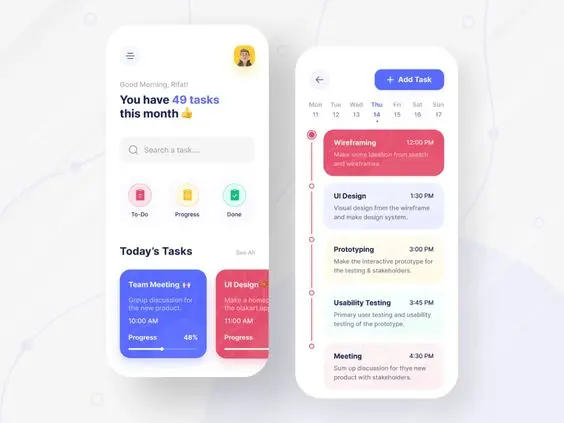 Good Morning, Rifat!
You have 49 tasks
this month 👍
Search a task....
To-Do
Progress
Done
Today's Tasks
See All
Team Meeting 🙌
Group discussion for
the new product.
10:00 AM
Progress 48%
UI Design
Make a homep
the olakart app
11:00 AM
Progress
+ Add Task
Mon Tue Wed Thu Fri Sat Sun
11 12 13 14 15 16 17
Wireframing 12:00 PM
Make some ideation from sketch
and wireframes.
UI Design 1:30 PM
Visual design from the wireframe
and make design system.
Prototyping 3:00 PM
Make the interactive prototype for
the testing & stakeholders.
Usability Testing 3:45 PM
Primary user testing and usability
testing of the prototype.
Meeting 4:30 PM
Sum up discussion for thye new
product with stakeholders.